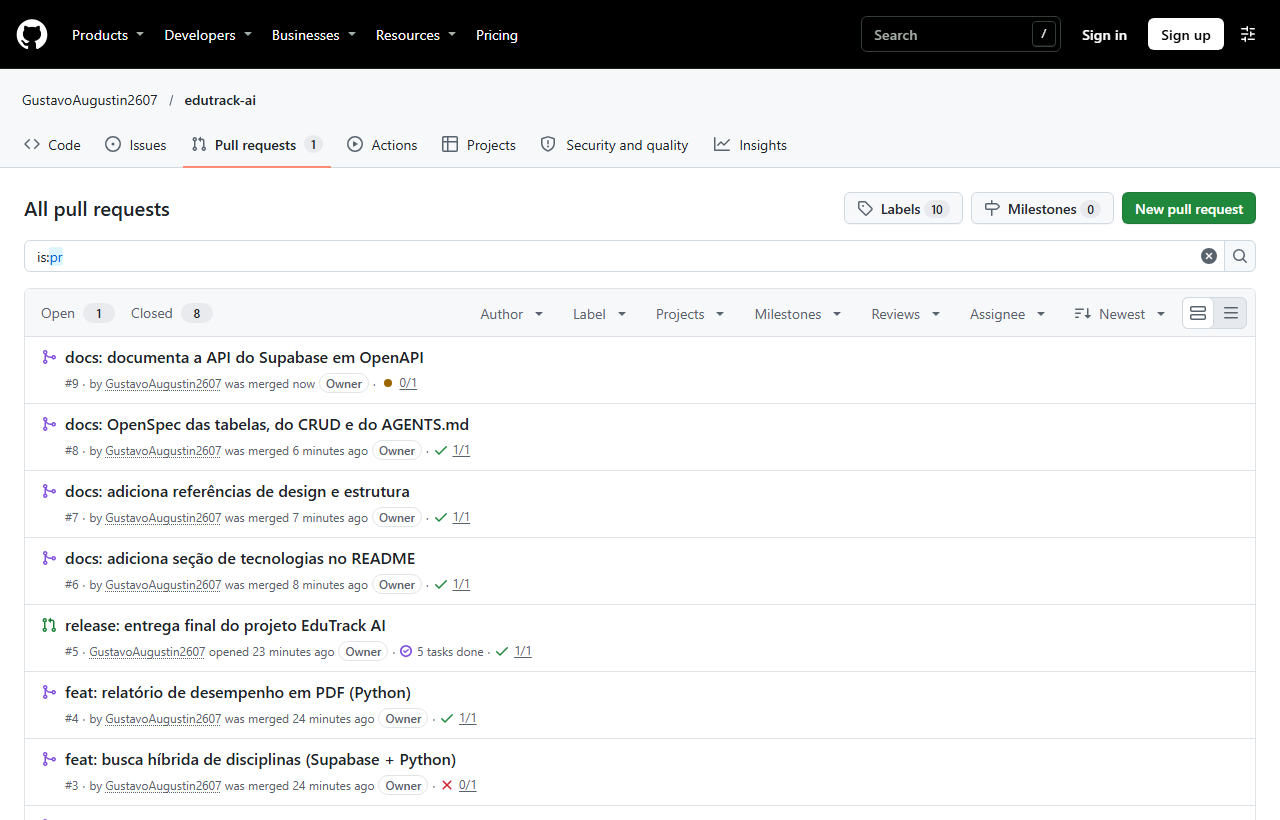 Products Developers Businesses Resources Pricing Search / Sign in Sign up
GustavoAugustin2607 / edutrack-ai
Code Issues Pull requests 1 Actions Projects Security and quality Insights
All pull requests Labels 10 Milestones 0 New pull request
is:pr
Open 1 Closed 8 Author Label Projects Milestones Reviews Assignee Newest
docs: documenta a API do Supabase em OpenAPI
#9 · by GustavoAugustin2607 was merged now Owner · 0/1
docs: OpenSpec das tabelas, do CRUD e do AGENTS.md
#8 · by GustavoAugustin2607 was merged 6 minutes ago Owner · 1/1
docs: adiciona referências de design e estrutura
#7 · by GustavoAugustin2607 was merged 7 minutes ago Owner · 1/1
docs: adiciona seção de tecnologias no README
#6 · by GustavoAugustin2607 was merged 8 minutes ago Owner · 1/1
release: entrega final do projeto EduTrack AI
#5 · GustavoAugustin2607 opened 23 minutes ago Owner · 5 tasks done · 1/1
feat: relatório de desempenho em PDF (Python)
#4 · by GustavoAugustin2607 was merged 24 minutes ago Owner · 1/1
feat: busca híbrida de disciplinas (Supabase + Python)
#3 · by GustavoAugustin2607 was merged 24 minutes ago Owner · 0/1